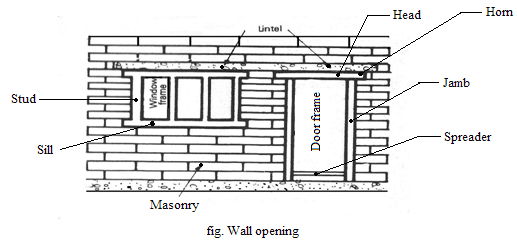 Lintel
Head
Horn
Stud
Window
frame
Door frame
Jamb
Sill
Spreader
Masonry
fig. Wall opening